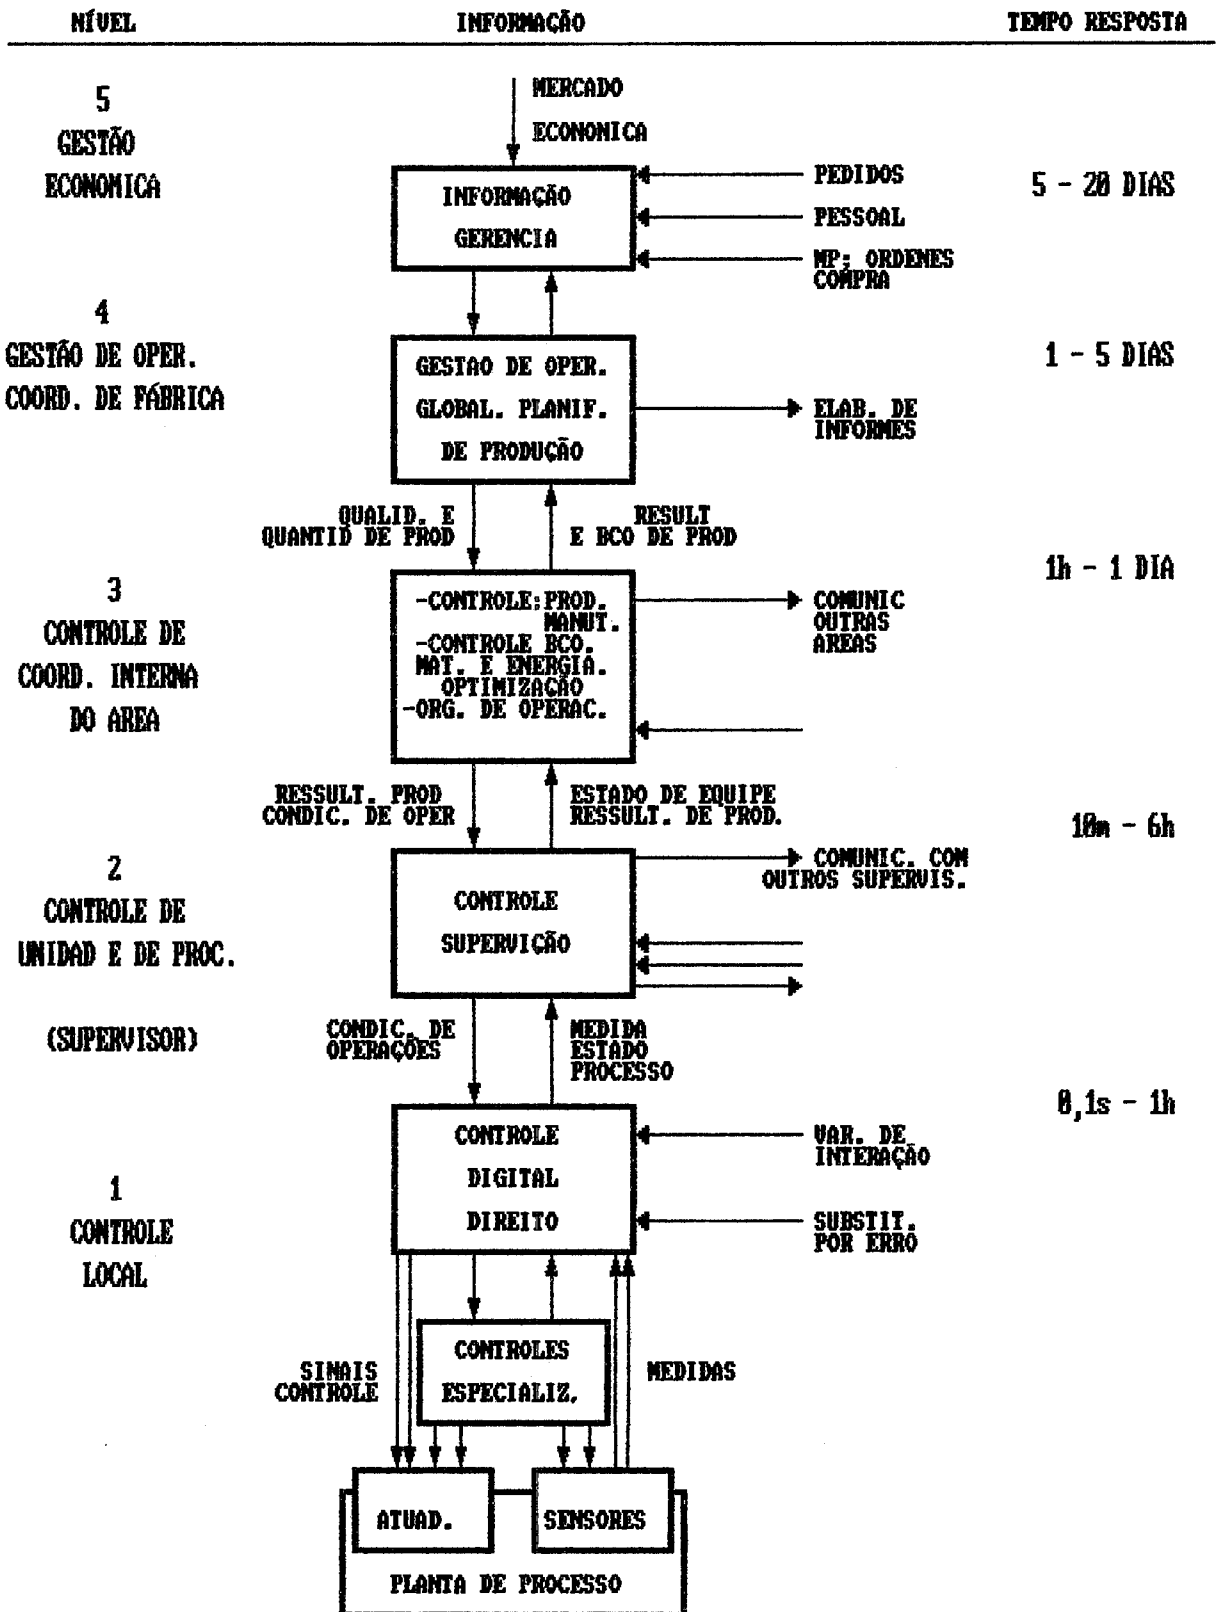 NÍVEL INFORMAÇÃO TEMPO RESPOSTA
MERCADO
ECONONICA
5
GESTÃO
ECONOMICA
INFORMAÇÃO
GERENCIA
PEDIDOS
PESSOAL
MP; ORDENES
COMPRA
5 - 20 DIAS
4
GESTÃO DE OPER.
COORD. DE FÁBRICA
GESTAO DE OPER.
GLOBAL. PLANIF.
DE PRODUÇÃO
ELAB. DE
INFORMES
1 - 5 DIAS
QUALID. E
QUANTID DE PROD
RESULT
E BCO DE PROD
3
CONTROLE DE
COORD. INTERNA
DO AREA
-CONTROLE:PROD.
MANUT.
-CONTROLE BCO.
MAT. E ENERGIA.
OPTIMIZAÇÃO
-ORG. DE OPERAC.
COMUNIC
OUTRAS
AREAS
1h - 1 DIA
RESSULT. PROD
CONDIC. DE OPER
ESTADO DE EQUIPE
RESSULT. DE PROD.
2
CONTROLE DE
UNIDAD E DE PROC.
(SUPERVISOR)
CONTROLE
SUPERVIÇÃO
COMUNIC. COM
OUTROS SUPERVIS.
10m - 6h
CONDIC. DE
OPERAÇÕES
MEDIDA
ESTADO
PROCESSO
1
CONTROLE
LOCAL
CONTROLE
DIGITAL
DIREITO
VAR. DE
INTERAÇÃO
SUBSTIT.
POR ERRO
0,1s - 1h
SINAIS
CONTROLE
CONTROLES
ESPECIALIZ.
MEDIDAS
ATUAD.
SENSORES
PLANTA DE PROCESSO